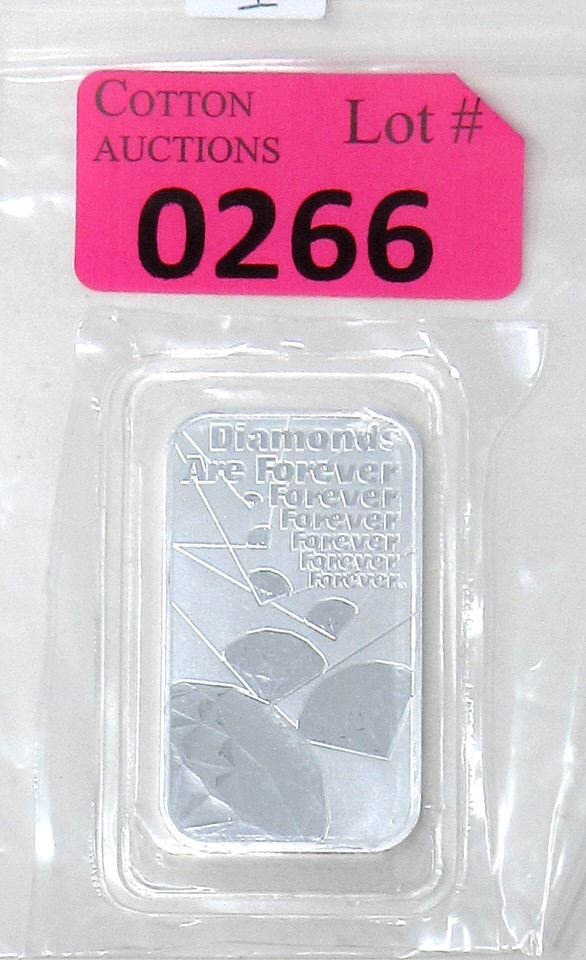 COTTON
AUCTIONS
Lot #
0266
Diamonds
Are Forever
Forever
Forever
Forever
Forever
Forever.